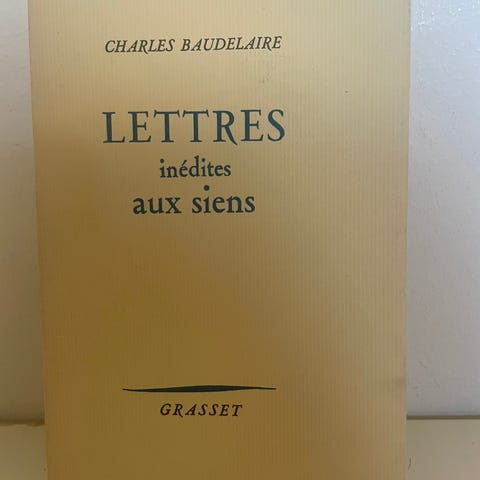 CHARLES BAUDELAIRE
LETTRES
inédites
aux siens
GRASSET